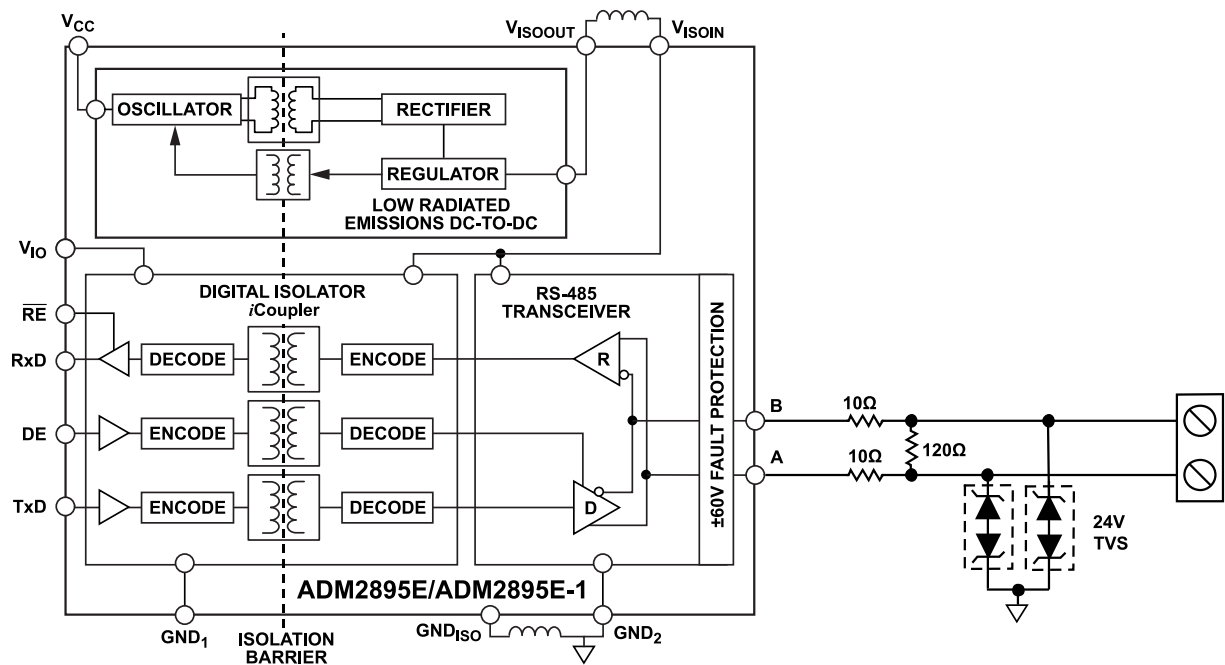 VCC
VISOOUT
VISOIN
OSCILLATOR
RECTIFIER
REGULATOR
LOW RADIATED
EMISSIONS DC-TO-DC
VIO
DIGITAL ISOLATOR
iCoupler
RS-485
TRANSCEIVER
RE
RxD
DECODE
ENCODE
R
DE
ENCODE
DECODE
TxD
ENCODE
DECODE
D
±60V FAULT PROTECTION
B
A
10Ω
10Ω
120Ω
24V
TVS
ADM2895E/ADM2895E-1
GND1
ISOLATION
BARRIER
GNDISO
GND2